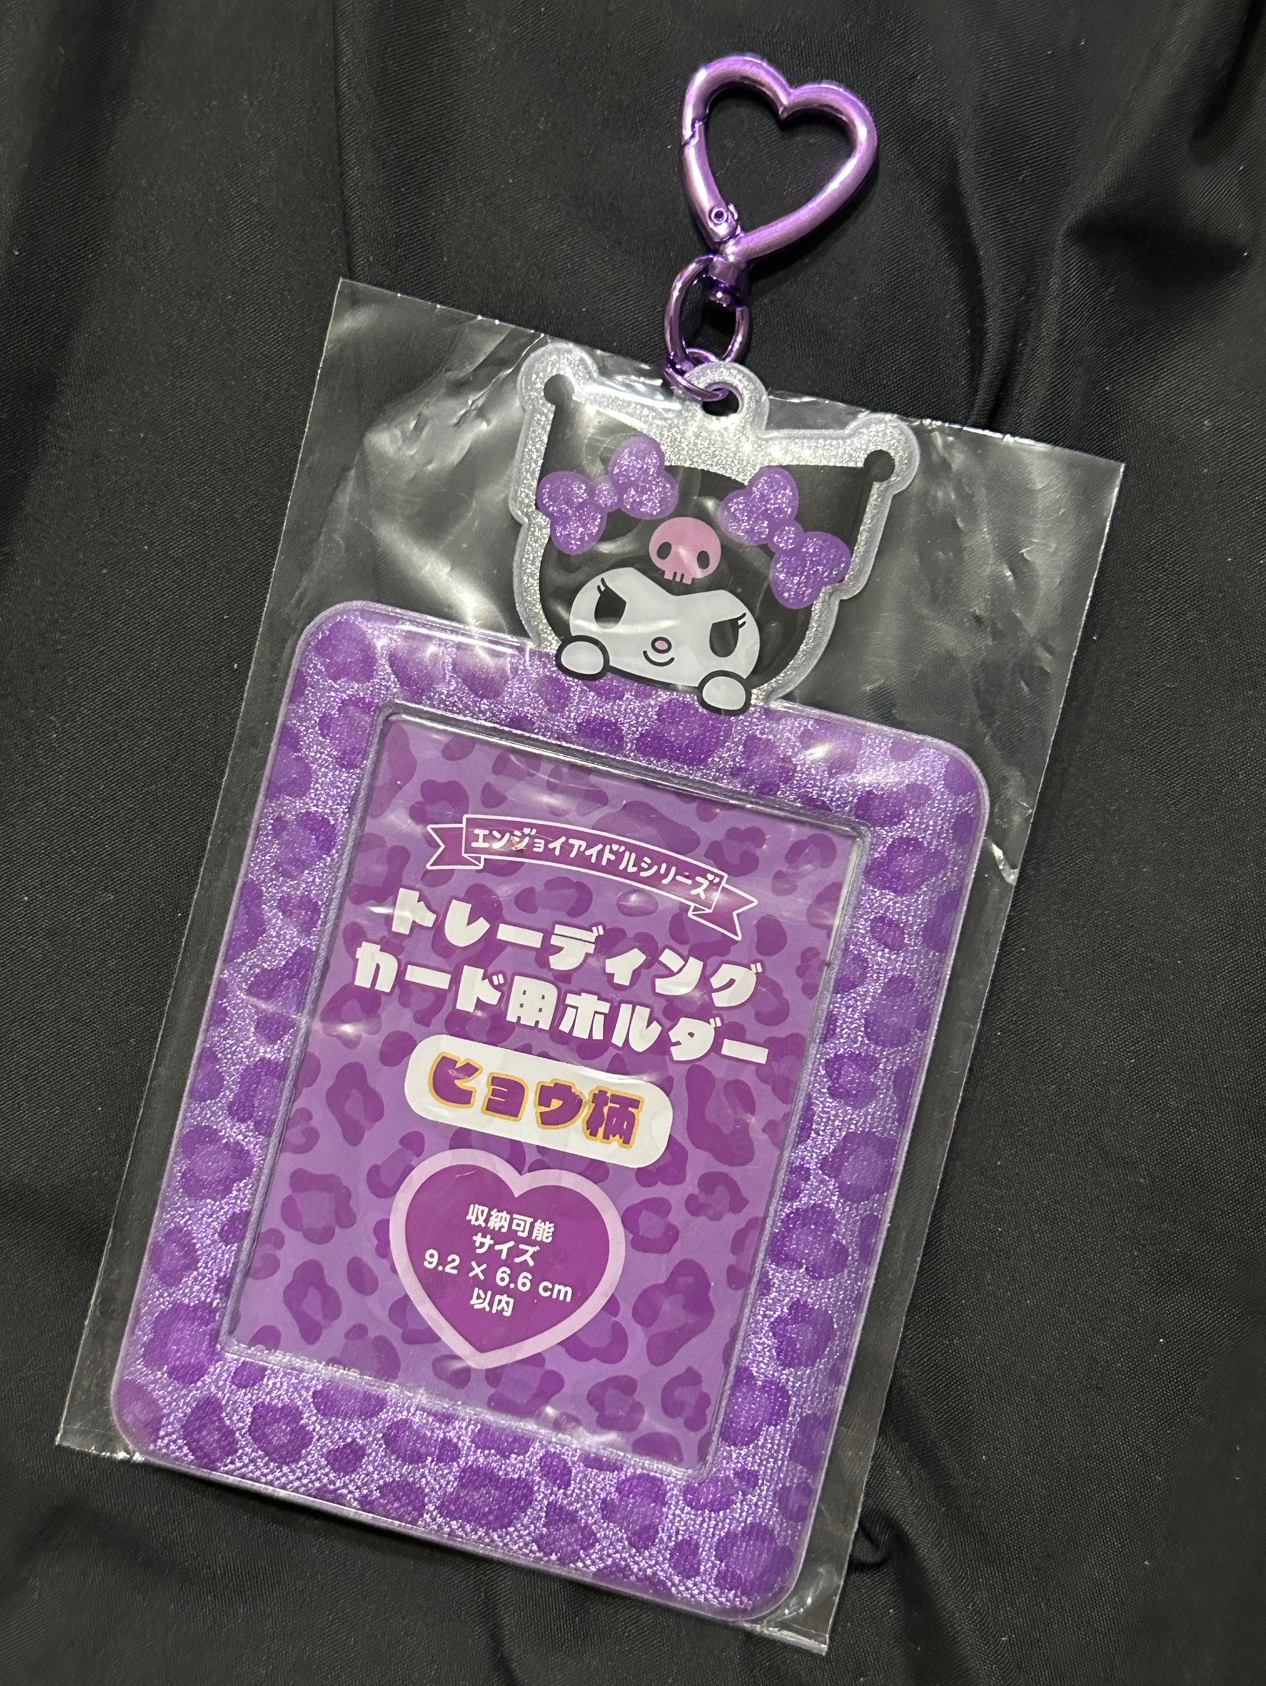 エンジョイアイドルシリーズ
トレーディング
カード用ホルダー
ヒョウ柄
収納可能
サイズ
9.2 × 6.6 cm
以内